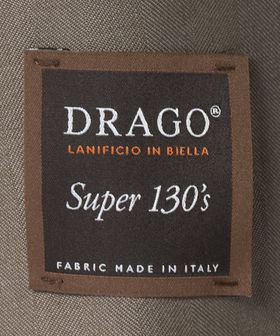 DRAGO®
LANIFICIO IN BIELLA
Super 130's
FABRIC MADE IN ITALY